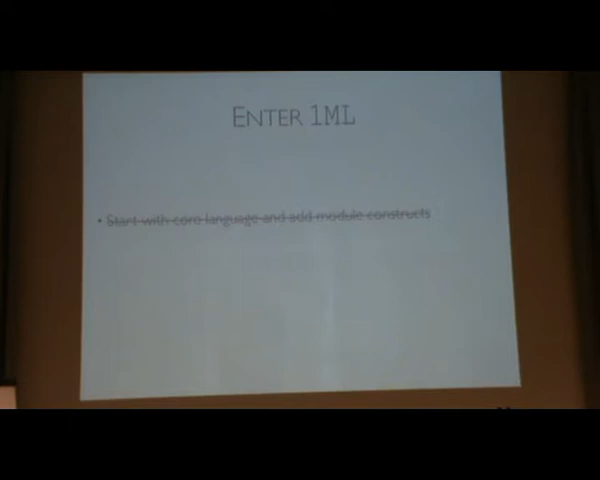 ENTER 1ML
• Start with core language and add module constructs